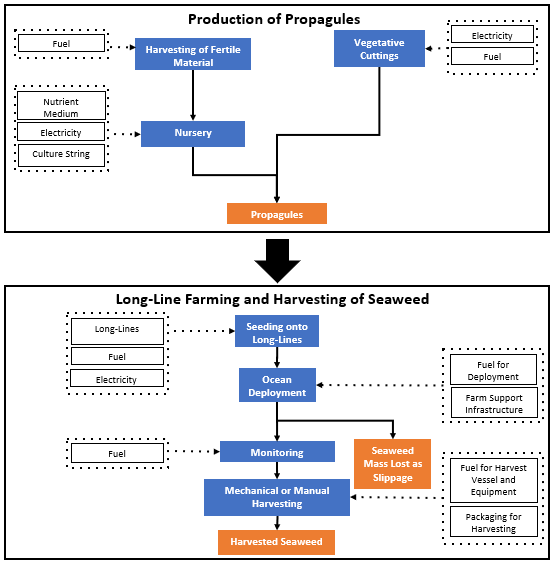 Production of Propagules
Fuel
Harvesting of Fertile
Material
Vegetative
Cuttings
Electricity
Fuel
Nutrient
Medium
Electricity
Culture String
Nursery
Propagules
Long-Line Farming and Harvesting of Seaweed
Long-Lines
Fuel
Electricity
Seeding onto
Long-Lines
Ocean
Deployment
Fuel for
Deployment
Farm Support
Infrastructure
Fuel
Monitoring
Seaweed
Mass Lost as
Slippage
Mechanical or Manual
Harvesting
Fuel for Harvest
Vessel and
Equipment
Packaging for
Harvesting
Harvested Seaweed